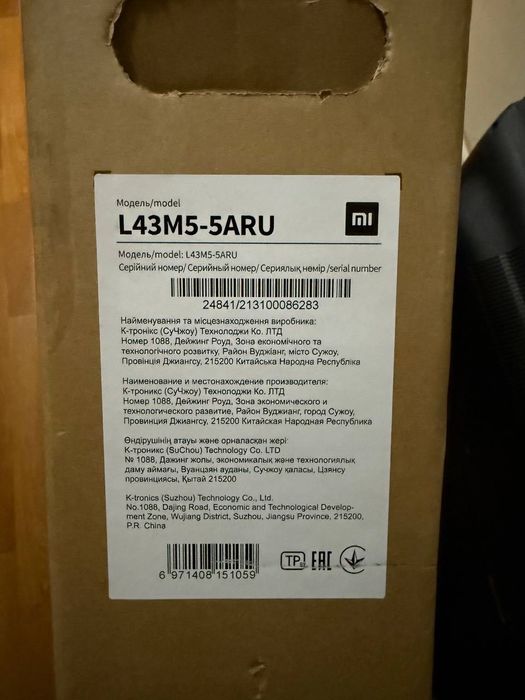 Модель/model
L43M5-5ARU
mi
Модель/model: L43M5-5ARU
Серійний номер/ Серийный номер/ Сериялық нөмір /serial number
24841/213100086283
Найменування та місцезнаходження виробника:
К-тронікс (СуЧжоу) Технолоджи Ко. ЛТД
Номер 1088, Дейжинг Роуд, Зона економічного та
технологічного розвитку, Район Вуджіанг, місто Сужоу,
Провінція Джиангсу, 215200 Китайська Народна Республіка
Наименование и местонахождение производителя:
К-троникс (СуЧжоу) Технолоджи Ко. ЛТД
Номер 1088, Дейжинг Роуд, Зона экономического и
технологического развитие, Район Вуджианг, город Сужоу,
Провинция Джиангсу, 215200 Китайская Народная Республика
Өндірушінің атауы және орналасқан жері:
К-троникс (SuChou) Technology Co. LTD
№ 1088, Дажинг жолы, экономикалық және технологиялық
даму аймағы, Вуаңзян ауданы, Сучжоу қаласы, Цзянсу
провинциясы, Қытай 215200
K-tronics (Suzhou) Technology Co., Ltd.
No.1088, Dajing Road, Economic and Technological Develop-
ment Zone, Wujiang District, Suzhou, Jiangsu Province, 215200,
P.R. China
6 971408 151059
TP EAC